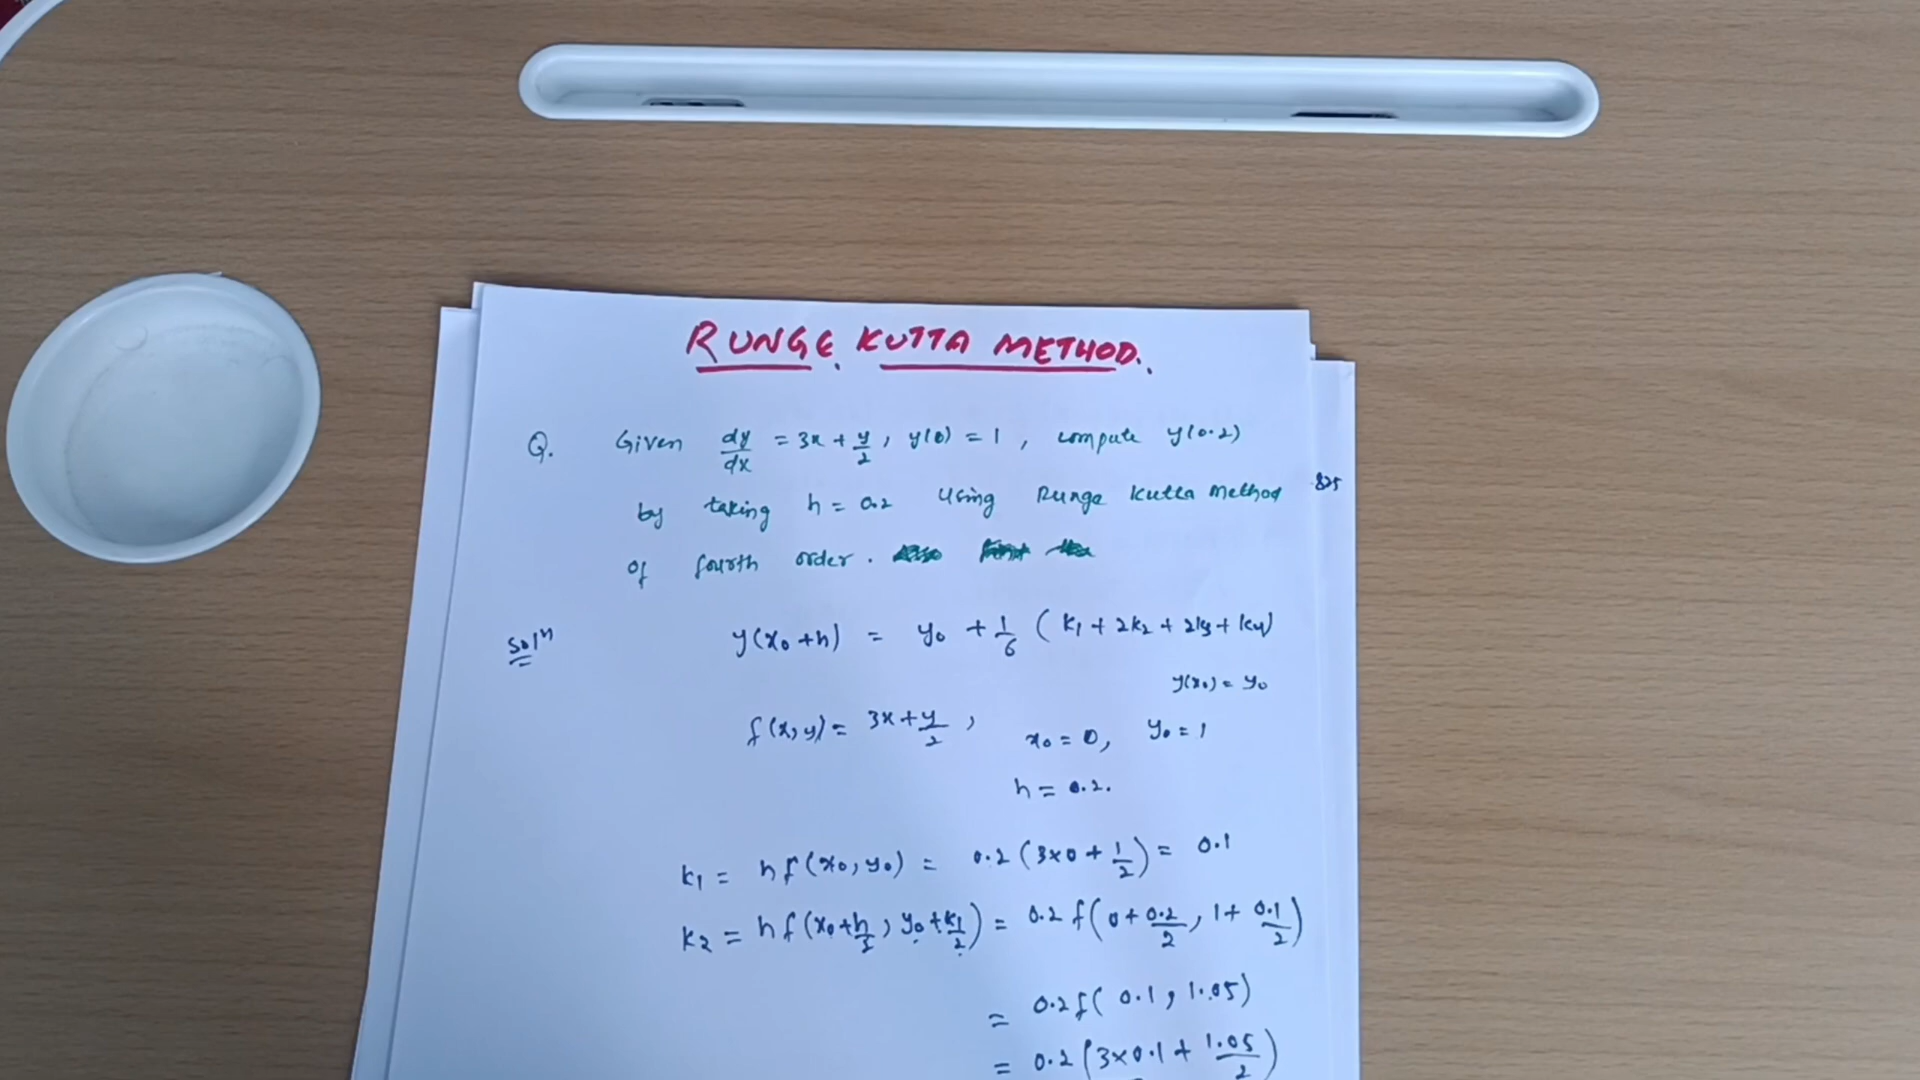 RUNGE KUTTA METHOD.
Q. Given dy/dx = 3x + y/2, y(0) = 1, compute y(0.2)
by taking h = 0.2 using Runge Kutta Method
825
of fourth order.
Solⁿ y(x₀+h) = y₀ + 1/6 (k₁ + 2k₂ + 2k₃ + k₄)
y(x₀) = y₀
f(x,y) = 3x + y/2, x₀ = 0, y₀ = 1
h = 0.2.
k₁ = hf(x₀, y₀) = 0.2 (3×0 + 1/2) = 0.1
k₂ = hf(x₀+h/2, y₀+k₁/2) = 0.2 f(0 + 0.2/2, 1 + 0.1/2)
= 0.2 f(0.1, 1.05)
= 0.2 (3×0.1 + 1.05/2)